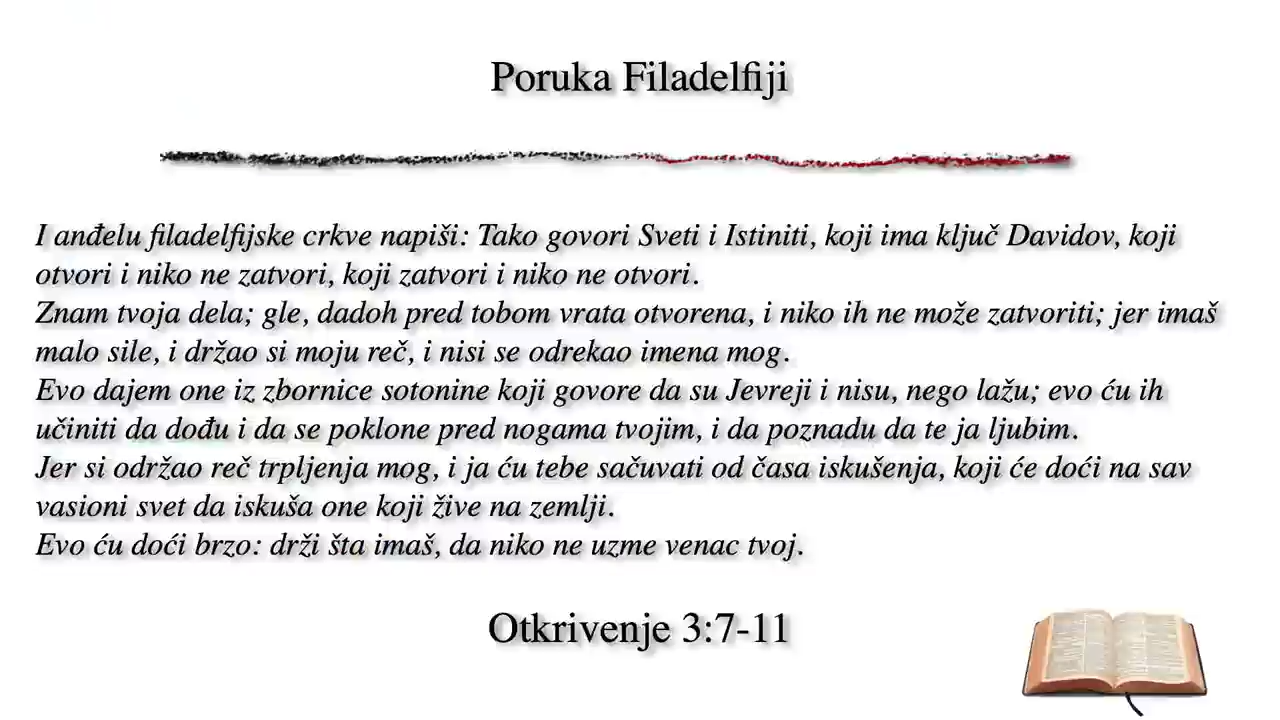 Poruka Filadelfiji
I anđelu filadelfijske crkve napiši: Tako govori Sveti i Istiniti, koji ima ključ Davidov, koji
otvori i niko ne zatvori, koji zatvori i niko ne otvori.
Znam tvoja dela; gle, dadoh pred tobom vrata otvorena, i niko ih ne može zatvoriti; jer imaš
malo sile, i držao si moju reč, i nisi se odrekao imena mog.
Evo dajem one iz zbornice sotonine koji govore da su Jevreji i nisu, nego lažu; evo ću ih
učiniti da dođu i da se poklone pred nogama tvojim, i da poznadu da te ja ljubim.
Jer si održao reč trpljenja mog, i ja ću tebe sačuvati od časa iskušenja, koji će doći na sav
vasioni svet da iskuša one koji žive na zemlji.
Evo ću doći brzo: drži šta imaš, da niko ne uzme venac tvoj.
Otkrivenje 3:7-11